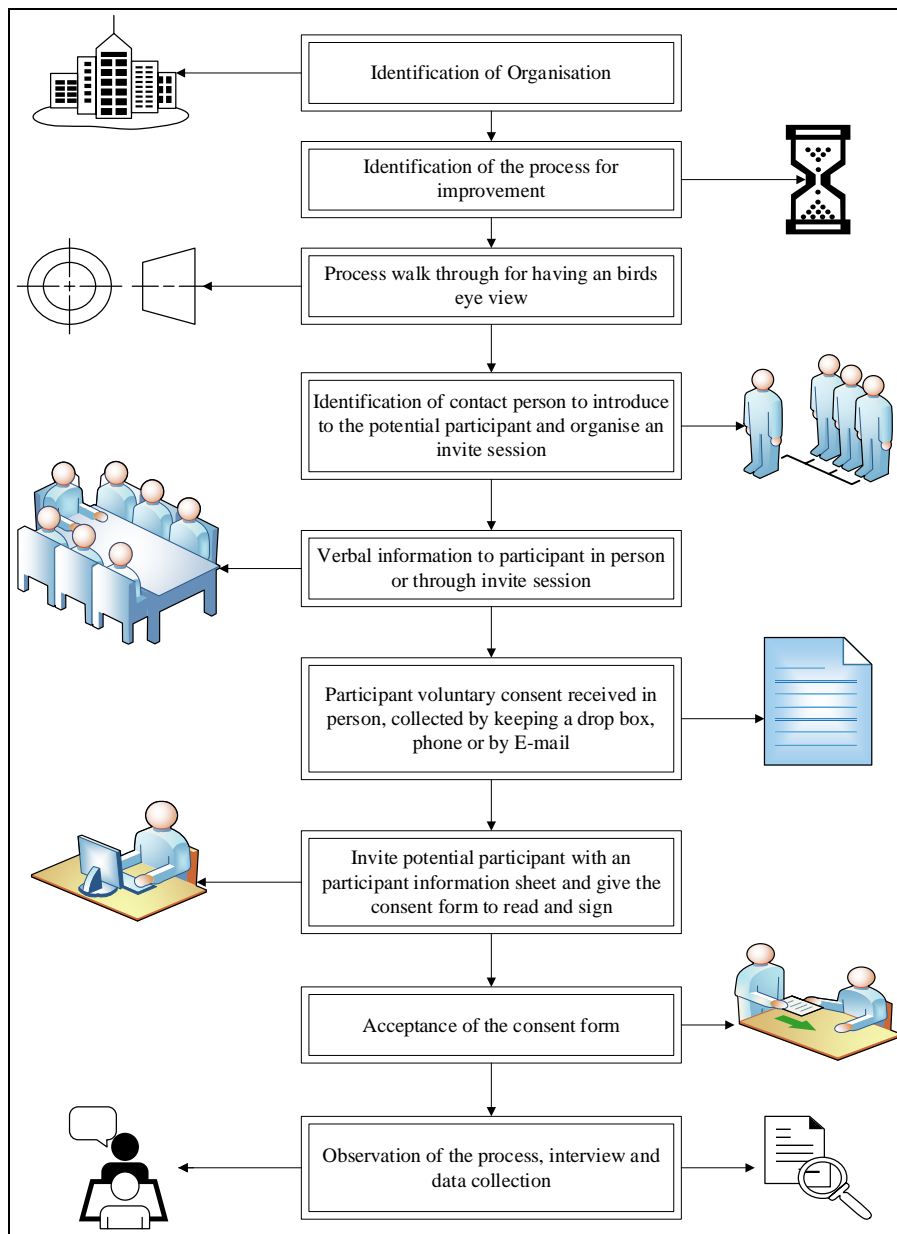 Identification of Organisation
Identification of the process for
improvement
Process walk through for having an birds
eye view
Identification of contact person to introduce
to the potential participant and organise an
invite session
Verbal information to participant in person
or through invite session
Participant voluntary consent received in
person, collected by keeping a drop box,
phone or by E-mail
Invite potential participant with an
participant information sheet and give the
consent form to read and sign
Acceptance of the consent form
Observation of the process, interview and
data collection